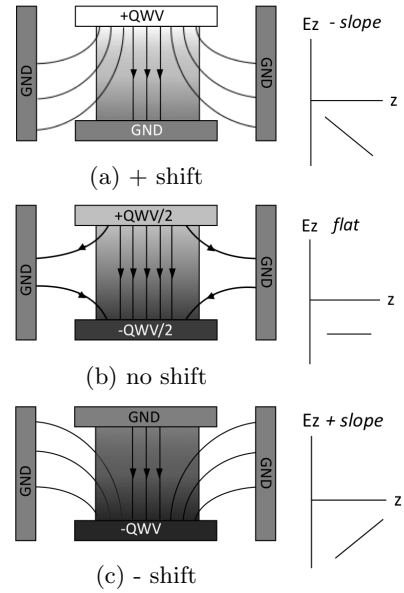 +QWV
GND
GND
GND
Ez - slope
z
(a) + shift
+QWV/2
GND
GND
-QWV/2
Ez flat
z
(b) no shift
GND
GND
GND
-QWV
Ez + slope
z
(c) - shift